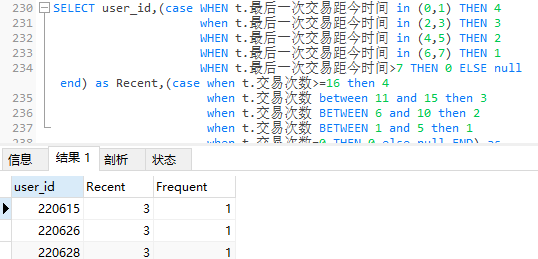 230 SELECT user_id,(case WHEN t.最后一次交易距今时间 in (0,1) THEN 4
231 when t.最后一次交易距今时间 in (2,3) THEN 3
232 WHEN t.最后一次交易距今时间 in (4,5) THEN 2
233 WHEN t.最后一次交易距今时间 in (6,7) THEN 1
234 WHEN t.最后一次交易距今时间>7 THEN 0 ELSE null
end) as Recent,(case when t.交易次数>=16 then 4
235 when t.交易次数 between 11 and 15 then 3
236 when t.交易次数 BETWEEN 6 and 10 then 2
237 when t.交易次数 BETWEEN 1 and 5 then 1
238 when t.交易次数=0 THEN 0 else null END) as
信息 结果 1 剖析 状态
user_id Recent Frequent
220615 3 1
220626 3 1
220628 3 1